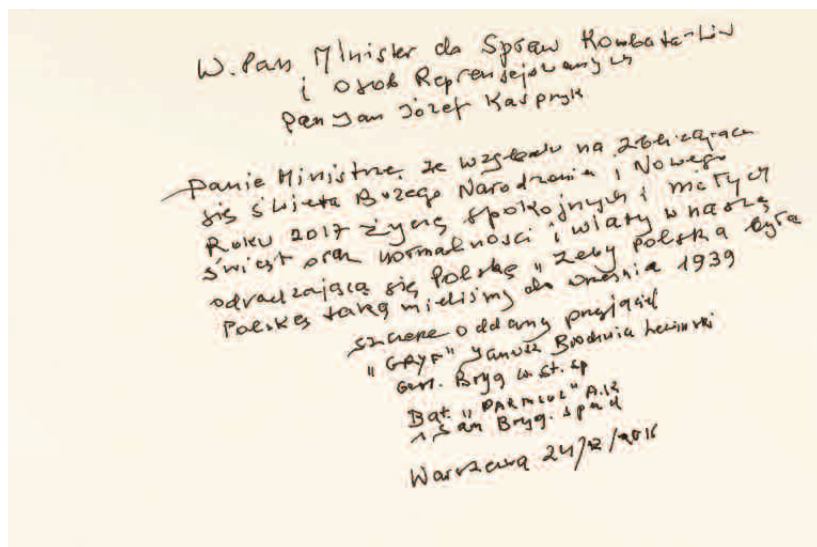 W. Pan Minister do Spraw Kombata-tów
i Osób Reprensejowanych
Pan Jan Józef Kasprzyk
Panie Ministrze, ze względu na zbliżające
się święta Bożego Narodzenia i Nowego
Roku 2017 życzę spokojnych i miłych
świąt oraz normalności i wiary w naszą
odradzającą się Polskę "Żeby Polska była
Polską taką mieliśmy do września 1939
szczerze oddany przyjaciel
"GRYF" Janusz Brochwicz Lewiński
Gen. Bryg w st. sp
Bat. "PARASOL" A.K.
Sam Bryg. spad
Warszawa 24/12/2016